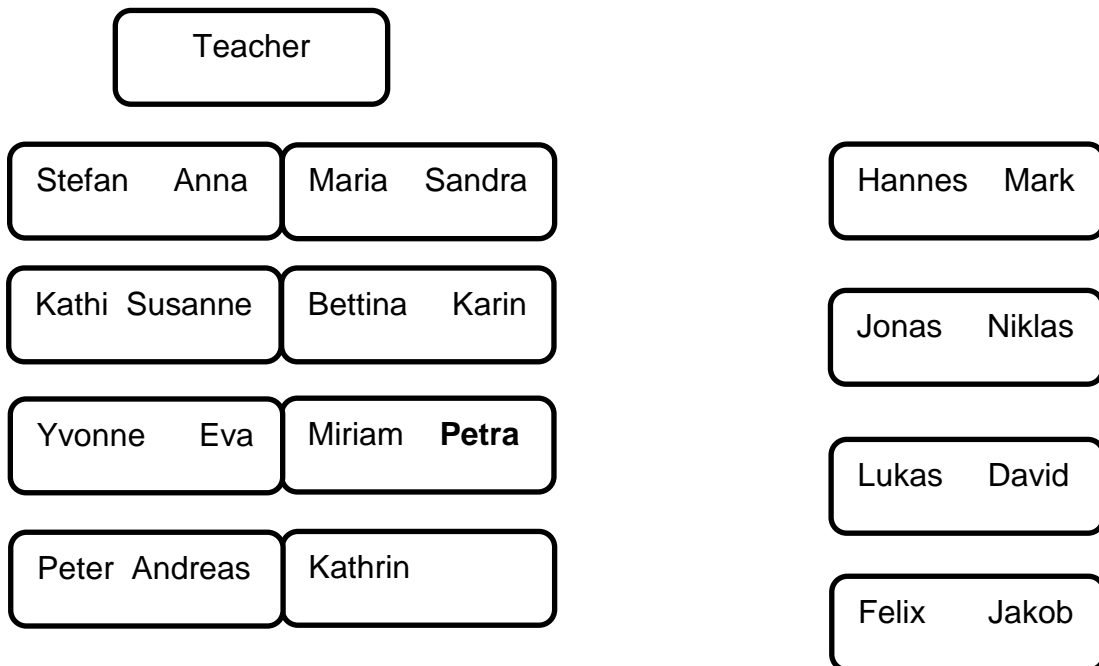 Teacher
Stefan Anna Maria Sandra Hannes Mark
Kathi Susanne Bettina Karin Jonas Niklas
Yvonne Eva Miriam Petra Lukas David
Peter Andreas Kathrin Felix Jakob